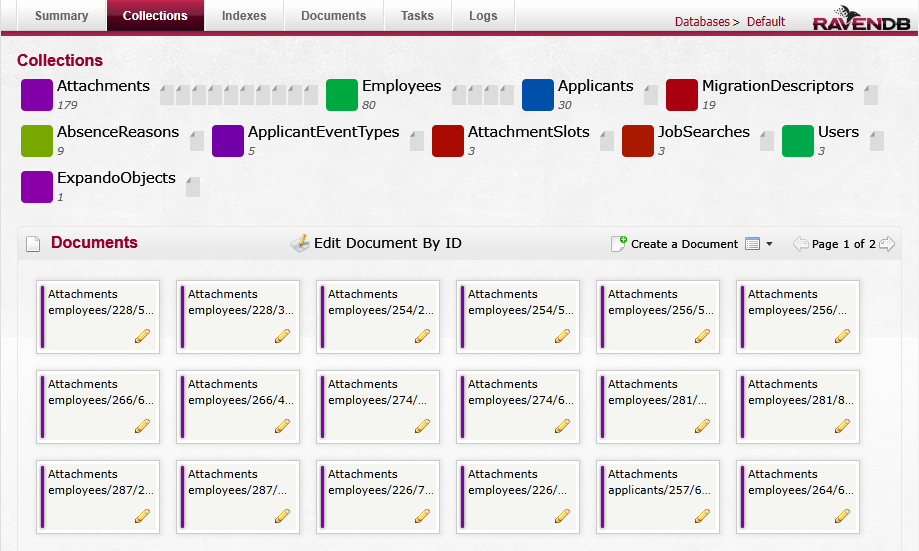 Summary Collections Indexes Documents Tasks Logs
Databases > Default
RAVENDB
Collections
Attachments Employees Applicants MigrationDescriptors
179 80 30 19
AbsenceReasons ApplicantEventTypes AttachmentSlots JobSearches Users
9 5 3 3 3
ExpandoObjects
1
Documents Edit Document By ID Create a Document Page 1 of 2
Attachments Attachments Attachments Attachments Attachments Attachments
employees/228/5... employees/228/3... employees/254/2... employees/254/5... employees/256/5... employees/256/...
Attachments Attachments Attachments Attachments Attachments Attachments
employees/266/6... employees/266/4... employees/274/... employees/274/6... employees/281/... employees/281/8...
Attachments Attachments Attachments Attachments Attachments Attachments
employees/287/2... employees/287/... employees/226/7... employees/226/... applicants/257/6... employees/264/6...